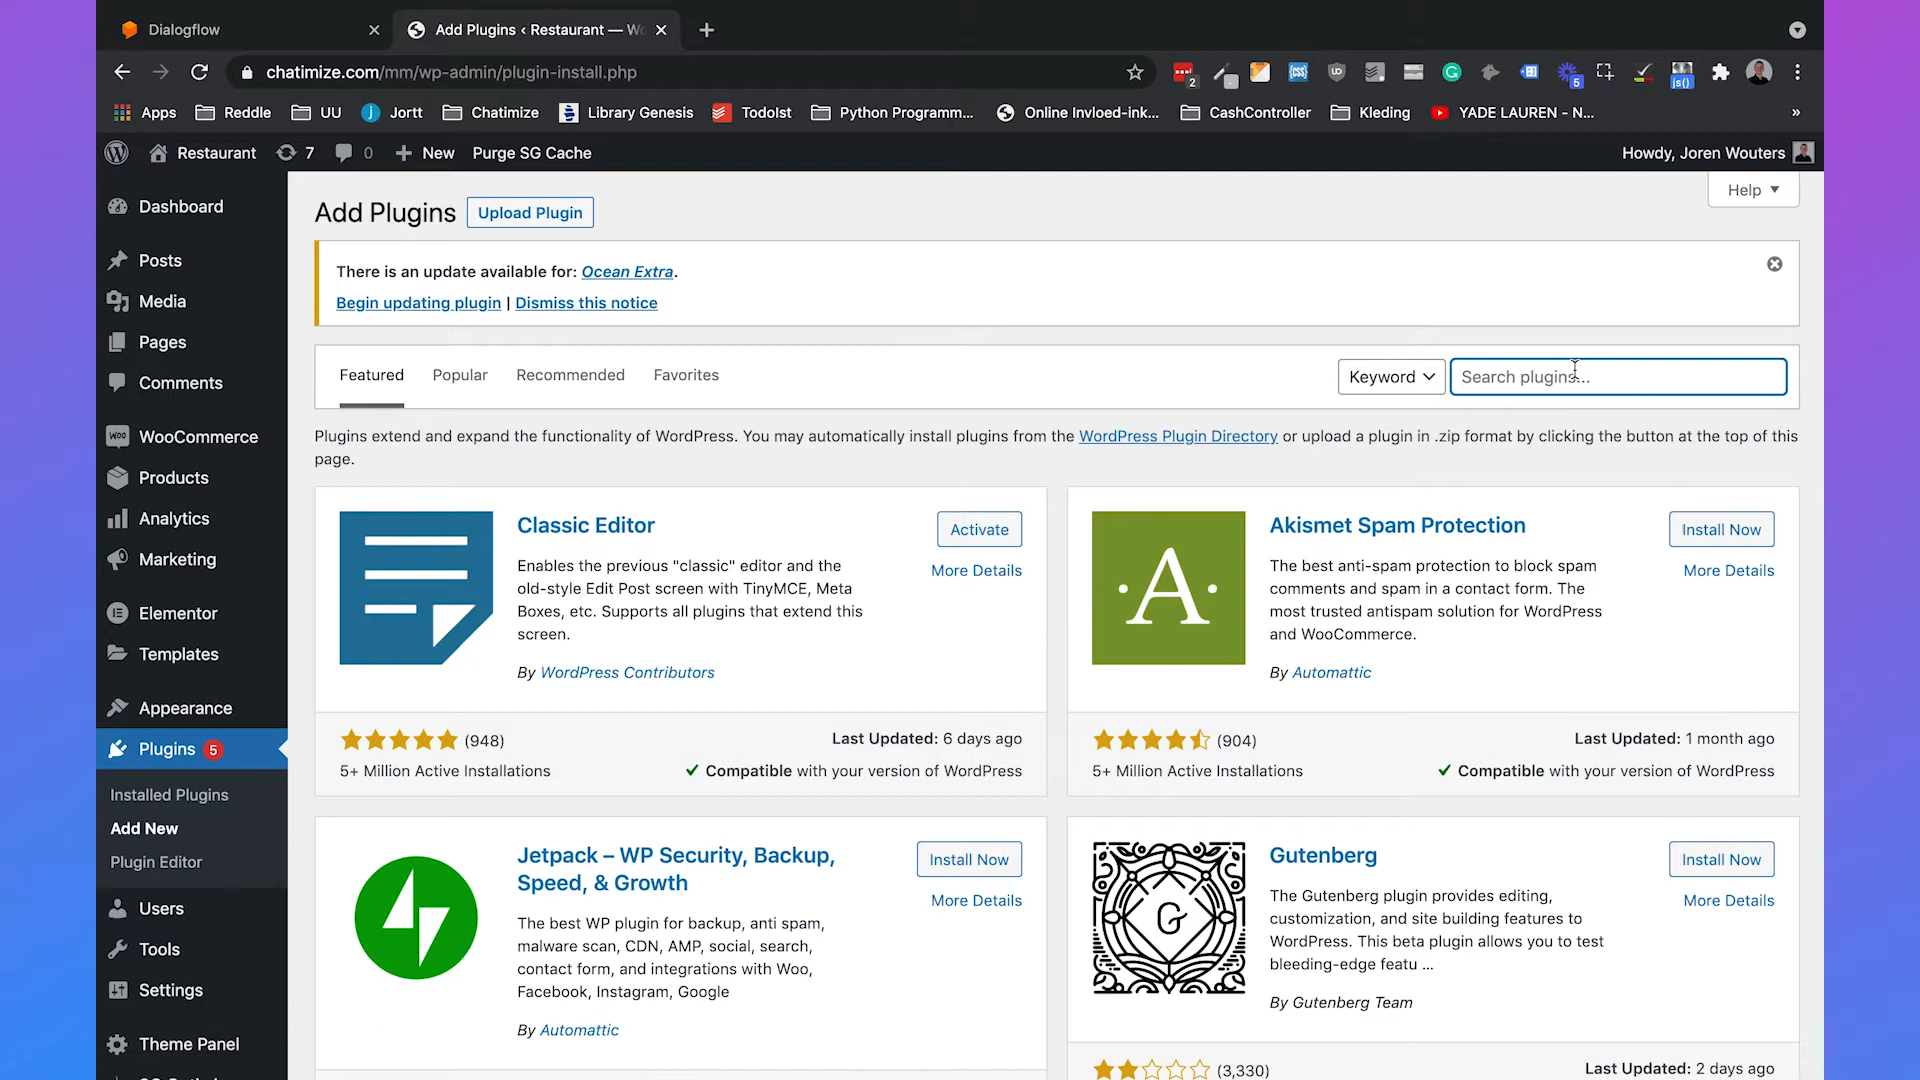 Dialogflow
Add Plugins ‹ Restaurant — Wo
chatimize.com/mm/wp-admin/plugin-install.php
2
5
js()
Apps
Reddle
UU
Jortt
Chatimize
Library Genesis
TodoIst
Python Programm...
Online Invloed-ink...
CashController
Kleding
YADE LAUREN - N...
»
Restaurant
7
0
New
Purge SG Cache
Howdy, Joren Wouters
Dashboard
Posts
Media
Pages
Comments
WooCommerce
Products
Analytics
Marketing
Elementor
Templates
Appearance
Plugins 5
Installed Plugins
Add New
Plugin Editor
Users
Tools
Settings
Theme Panel
Help
Add Plugins
Upload Plugin
There is an update available for: Ocean Extra.
Begin updating plugin | Dismiss this notice
Featured
Popular
Recommended
Favorites
Keyword
Search plugins...
Plugins extend and expand the functionality of WordPress. You may automatically install plugins from the WordPress Plugin Directory or upload a plugin in .zip format by clicking the button at the top of this
page.
Classic Editor
Activate
More Details
Enables the previous "classic" editor and the
old-style Edit Post screen with TinyMCE, Meta
Boxes, etc. Supports all plugins that extend this
screen.
By WordPress Contributors
(948)
5+ Million Active Installations
Last Updated: 6 days ago
Compatible with your version of WordPress
A
Akismet Spam Protection
Install Now
More Details
The best anti-spam protection to block spam
comments and spam in a contact form. The
most trusted antispam solution for WordPress
and WooCommerce.
By Automattic
(904)
5+ Million Active Installations
Last Updated: 1 month ago
Compatible with your version of WordPress
Jetpack – WP Security, Backup,
Speed, & Growth
Install Now
More Details
The best WP plugin for backup, anti spam,
malware scan, CDN, AMP, social, search,
contact form, and integrations with Woo,
Facebook, Instagram, Google
By Automattic
G
Gutenberg
Install Now
More Details
The Gutenberg plugin provides editing,
customization, and site building features to
WordPress. This beta plugin allows you to test
bleeding-edge featu ...
By Gutenberg Team
(3,330)
Last Updated: 2 days ago